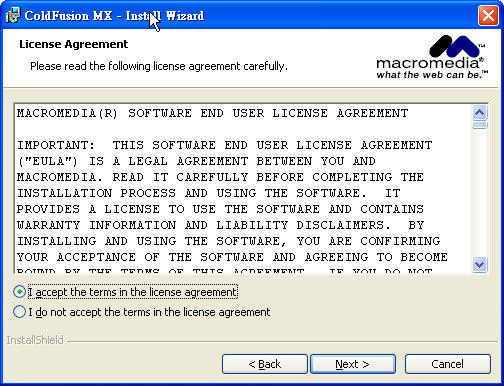 ColdFusion MX - Install Wizard
License Agreement
Please read the following license agreement carefully.
macromedia®
what the web can be.™
MACROMEDIA(R) SOFTWARE END USER LICENSE AGREEMENT
IMPORTANT: THIS SOFTWARE END USER LICENSE AGREEMENT
("EULA") IS A LEGAL AGREEMENT BETWEEN YOU AND
MACROMEDIA. READ IT CAREFULLY BEFORE COMPLETING THE
INSTALLATION PROCESS AND USING THE SOFTWARE. IT
PROVIDES A LICENSE TO USE THE SOFTWARE AND CONTAINS
WARRANTY INFORMATION AND LIABILITY DISCLAIMERS. BY
INSTALLING AND USING THE SOFTWARE, YOU ARE CONFIRMING
YOUR ACCEPTANCE OF THE SOFTWARE AND AGREEING TO BECOME
BOUND BY THE TERMS OF THIS AGREEMENT. IF YOU DO NOT
I accept the terms in the license agreement
I do not accept the terms in the license agreement
InstallShield
< Back
Next >
Cancel